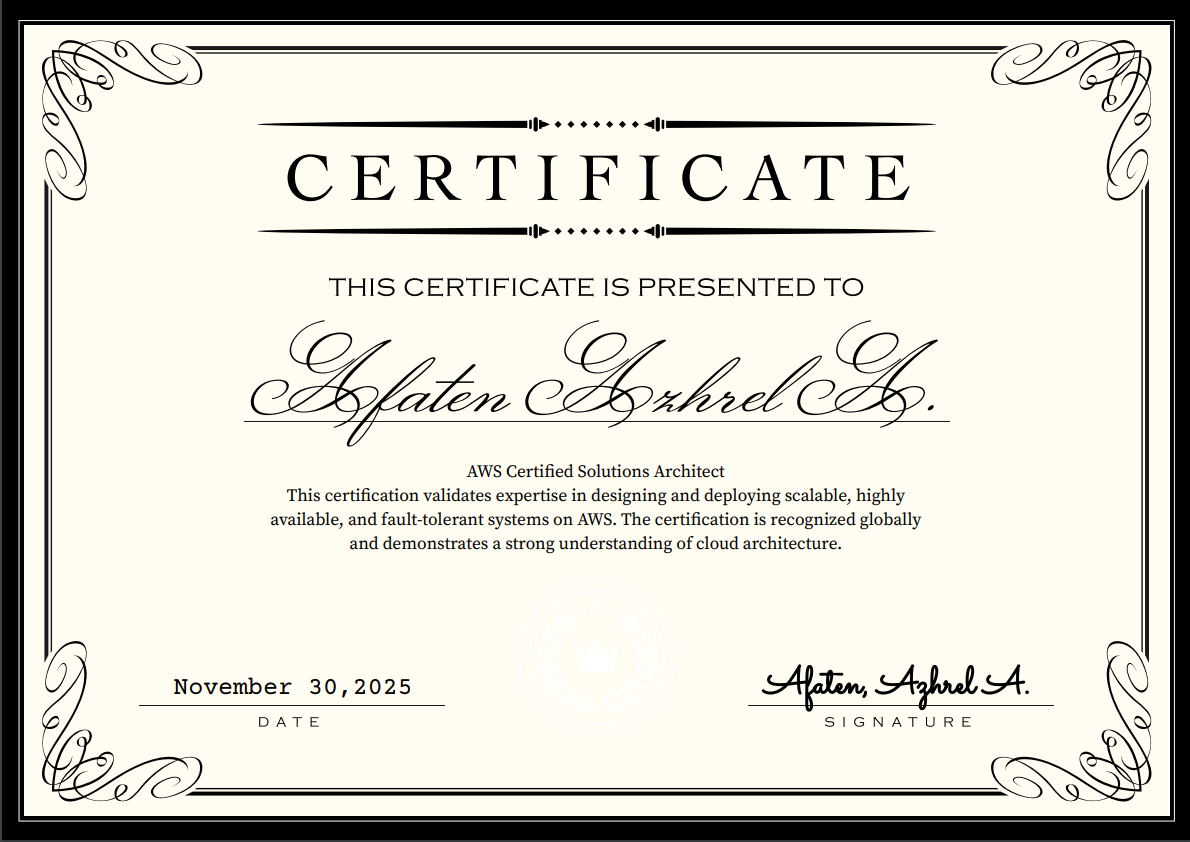 CERTIFICATE
THIS CERTIFICATE IS PRESENTED TO
Afaten Azhrel A.
AWS Certified Solutions Architect
This certification validates expertise in designing and deploying scalable, highly
available, and fault-tolerant systems on AWS. The certification is recognized globally
and demonstrates a strong understanding of cloud architecture.
November 30,2025
DATE
Afaten, Azhrel A.
SIGNATURE